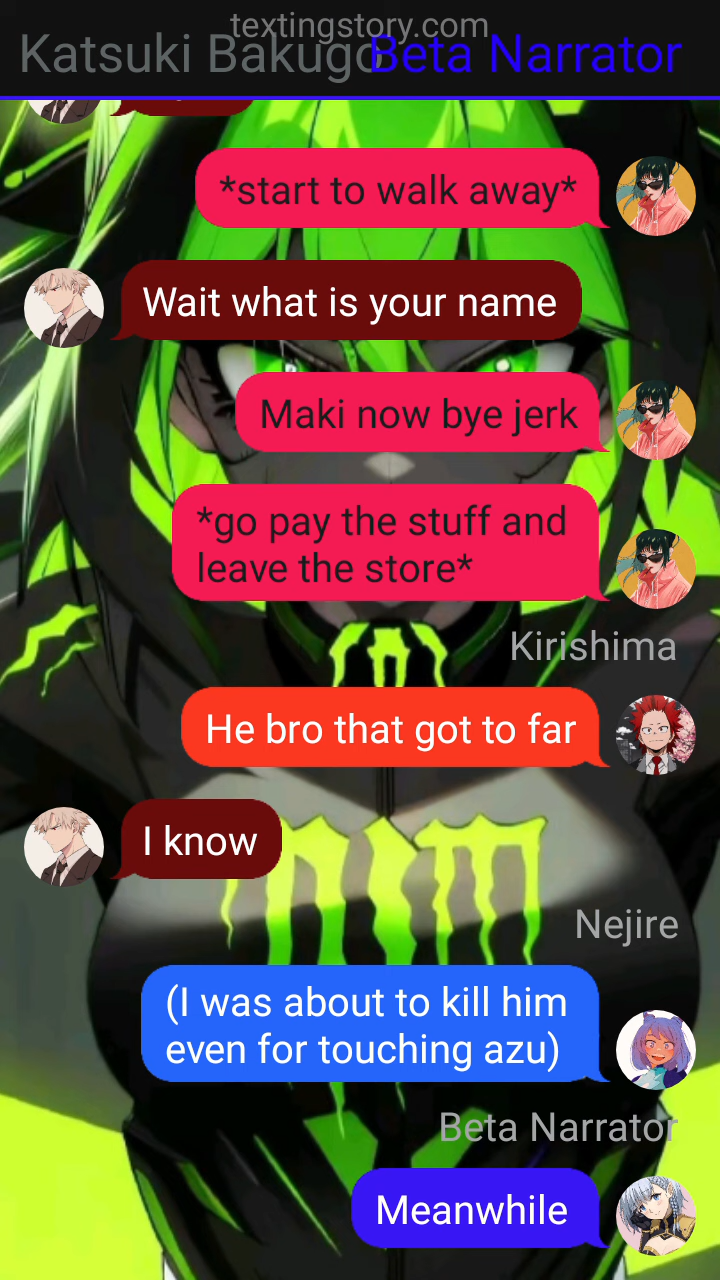 textingstory.com
Katsuki Bakugo Beta Narrator
*start to walk away*
Wait what is your name
Maki now bye jerk
*go pay the stuff and
leave the store*
Kirishima
He bro that got to far
I know
Nejire
(I was about to kill him
even for touching azu)
Beta Narrator
Meanwhile